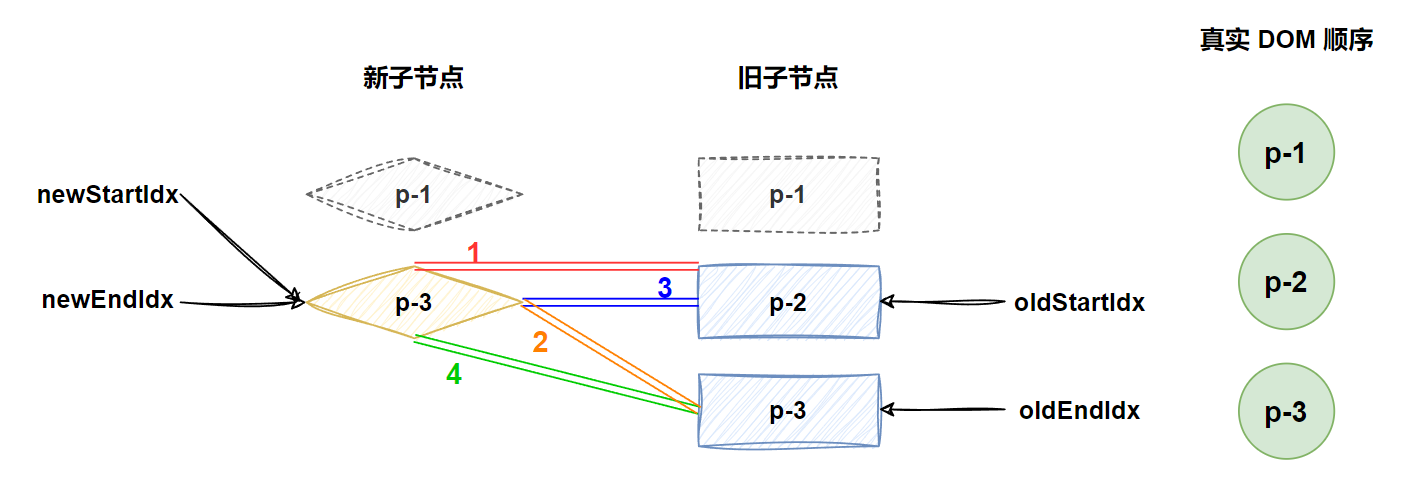 真实 DOM 顺序
新子节点
旧子节点
p-1
p-1
p-1
newStartIdx
1
p-2
3
newEndIdx
p-3
p-2
oldStartIdx
2
4
p-3
oldEndIdx
p-3